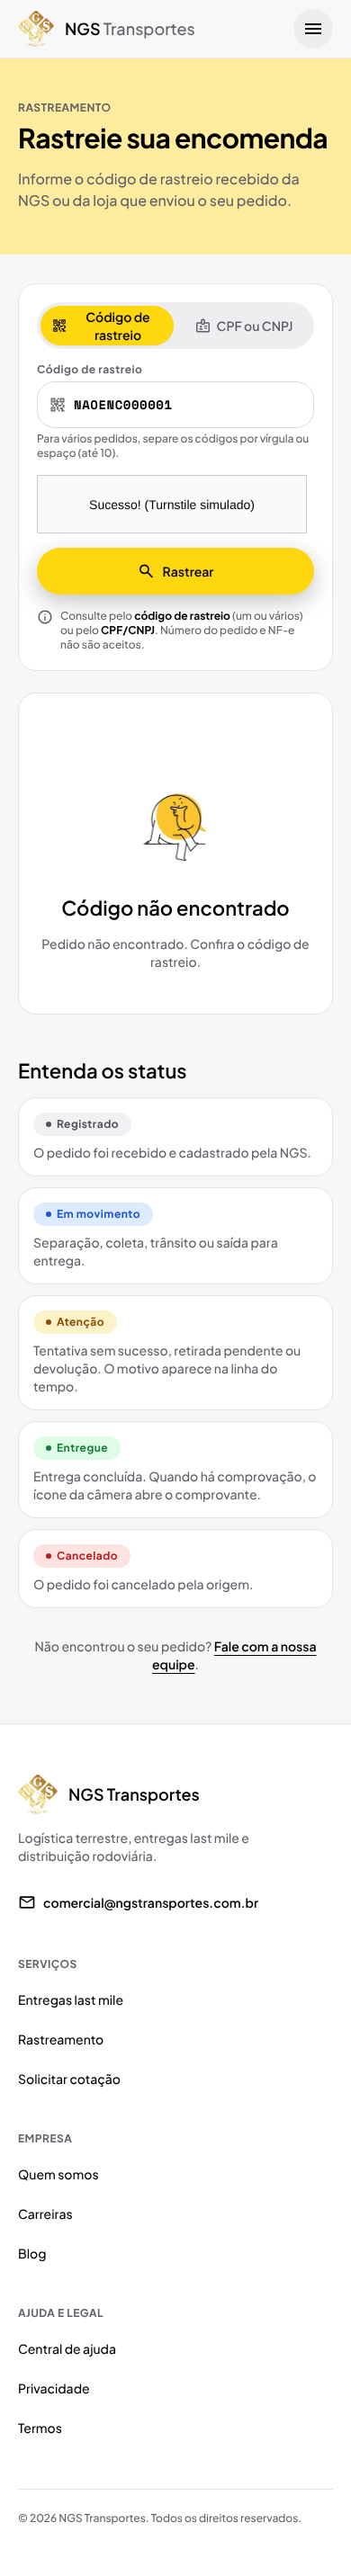 NGS Transportes
RASTREAMENTO
Rastreie sua encomenda
Informe o código de rastreio recebido da
NGS ou da loja que enviou o seu pedido.
Código de
rastreio
CPF ou CNPJ
Código de rastreio
NAOENC000001
Para vários pedidos, separe os códigos por vírgula ou
espaço (até 10).
Sucesso! (Turnstile simulado)
Rastrear
Consulte pelo código de rastreio (um ou vários)
ou pelo CPF/CNPJ. Número do pedido e NF-e
não são aceitos.
Código não encontrado
Pedido não encontrado. Confira o código de
rastreio.
Entenda os status
Registrado
O pedido foi recebido e cadastrado pela NGS.
Em movimento
Separação, coleta, trânsito ou saída para
entrega.
Atenção
Tentativa sem sucesso, retirada pendente ou
devolução. O motivo aparece na linha do
tempo.
Entregue
Entrega concluída. Quando há comprovação, o
ícone da câmera abre o comprovante.
Cancelado
O pedido foi cancelado pela origem.
Não encontrou o seu pedido? Fale com a nossa
equipe.
NGS Transportes
Logística terrestre, entregas last mile e
distribuição rodoviária.
comercial@ngstransportes.com.br
SERVIÇOS
Entregas last mile
Rastreamento
Solicitar cotação
EMPRESA
Quem somos
Carreiras
Blog
AJUDA E LEGAL
Central de ajuda
Privacidade
Termos
© 2026 NGS Transportes. Todos os direitos reservados.